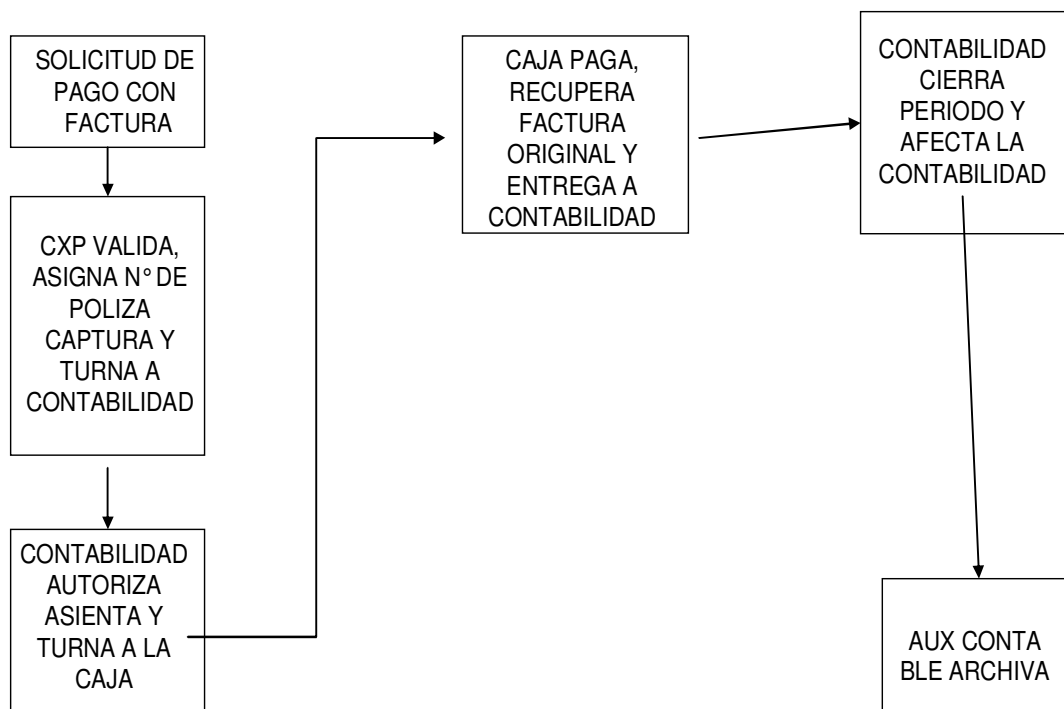 SOLICITUD DE
PAGO CON
FACTURA
CXP VALIDA,
ASIGNA N° DE
POLIZA
CAPTURA Y
TURNA A
CONTABILIDAD
CONTABILIDAD
AUTORIZA
ASIENTA Y
TURNA A LA
CAJA
CAJA PAGA,
RECUPERA
FACTURA
ORIGINAL Y
ENTREGA A
CONTABILIDAD
CONTABILIDAD
CIERRA
PERIODO Y
AFECTA LA
CONTABILIDAD
AUX CONTA
BLE ARCHIVA